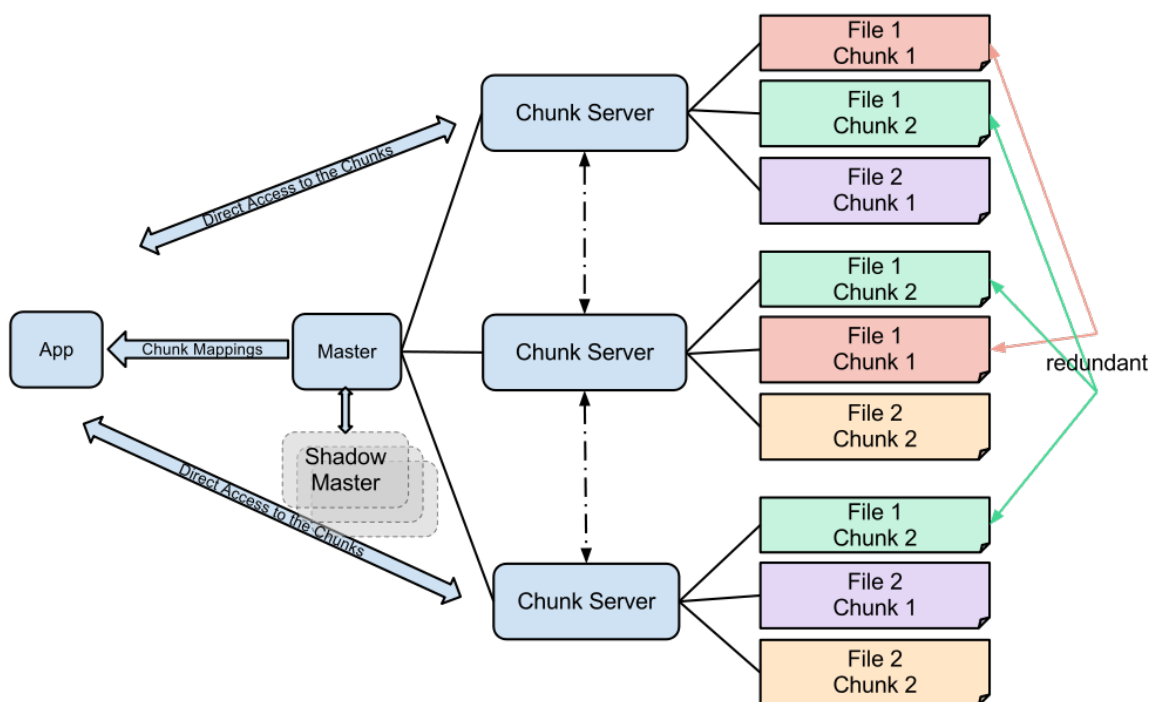 File 1
Chunk 1
Chunk Server
File 1
Chunk 2
Direct Access to the Chunks
File 2
Chunk 1
File 1
Chunk 2
App
Chunk Mappings
Master
Chunk Server
File 1
Chunk 1
redundant
File 2
Chunk 2
Shadow
Master
Direct Access to the Chunks
File 1
Chunk 2
Chunk Server
File 2
Chunk 1
File 2
Chunk 2